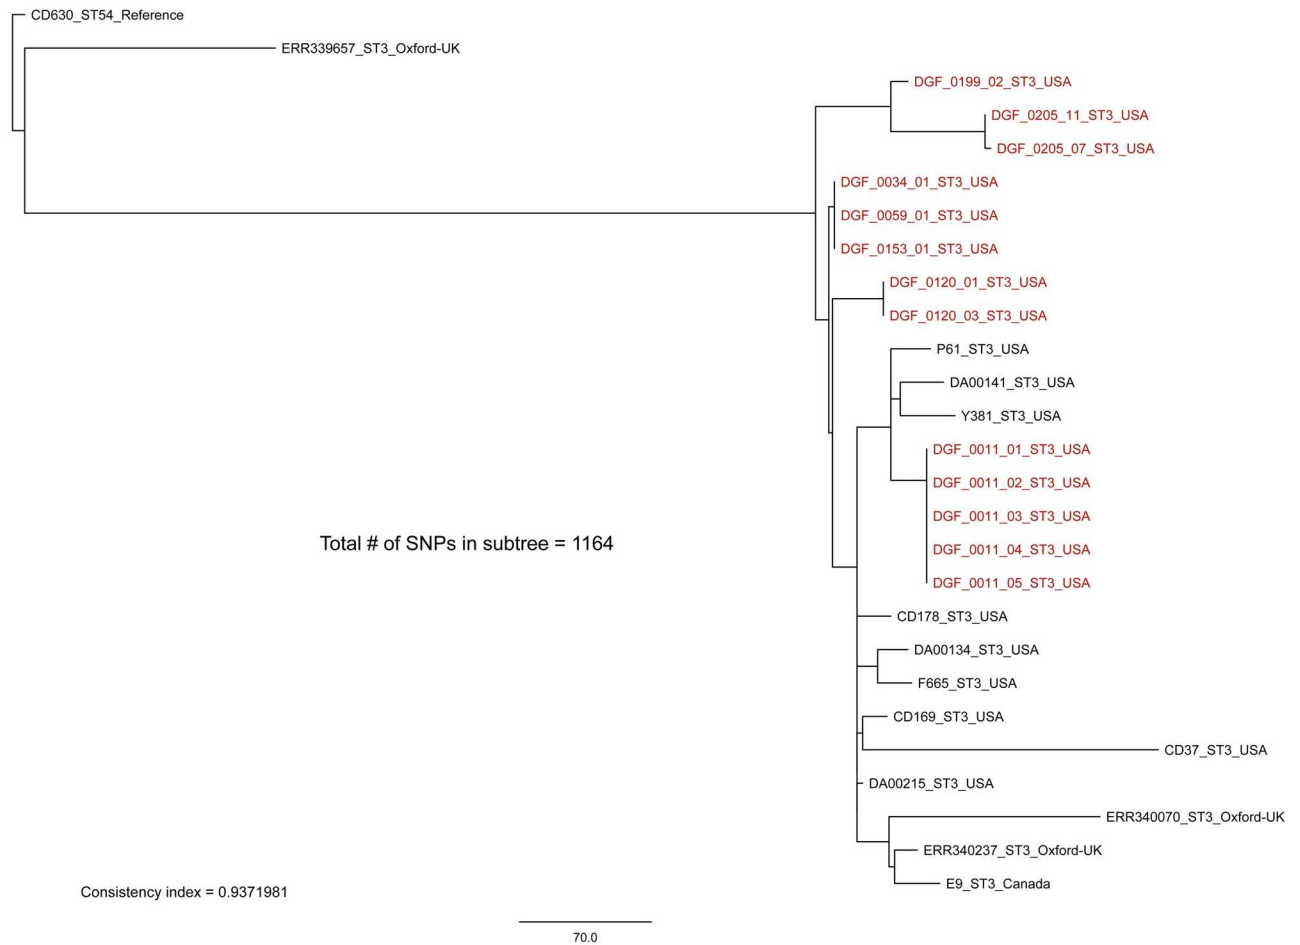 CD630_ST54_Reference
ERR339657_ST3_Oxford-UK
DGF_0199_02_ST3_USA
DGF_0205_11_ST3_USA
DGF_0205_07_ST3_USA
DGF_0034_01_ST3_USA
DGF_0059_01_ST3_USA
DGF_0153_01_ST3_USA
DGF_0120_01_ST3_USA
DGF_0120_03_ST3_USA
P61_ST3_USA
DA00141_ST3_USA
Y381_ST3_USA
DGF_0011_01_ST3_USA
DGF_0011_02_ST3_USA
DGF_0011_03_ST3_USA
Total # of SNPs in subtree = 1164
DGF_0011_04_ST3_USA
DGF_0011_05_ST3_USA
CD178_ST3_USA
DA00134_ST3_USA
F665_ST3_USA
CD169_ST3_USA
CD37_ST3_USA
DA00215_ST3_USA
ERR340070_ST3_Oxford-UK
ERR340237_ST3_Oxford-UK
E9_ST3_Canada
Consistency index = 0.9371981
70.0